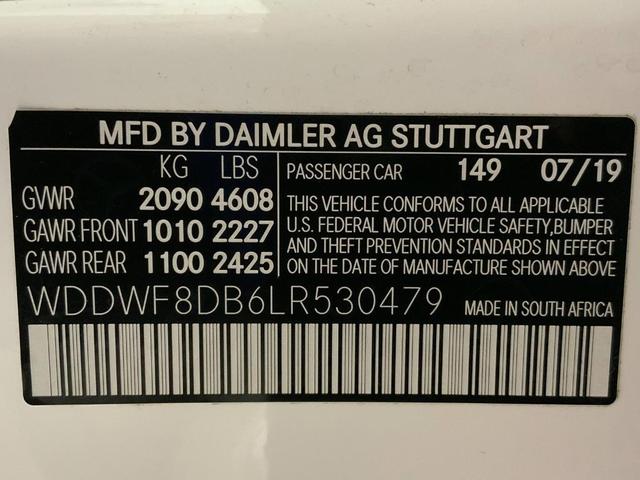 MFD BY DAIMLER AG STUTTGART
KG LBS
GVWR 2090 4608
GAWR FRONT 1010 2227
GAWR REAR 1100 2425
PASSENGER CAR 149 07/19
THIS VEHICLE CONFORMS TO ALL APPLICABLE
U.S. FEDERAL MOTOR VEHICLE SAFETY,BUMPER
AND THEFT PREVENTION STANDARDS IN EFFECT
ON THE DATE OF MANUFACTURE SHOWN ABOVE
WDDWF8DB6LR530479 MADE IN SOUTH AFRICA